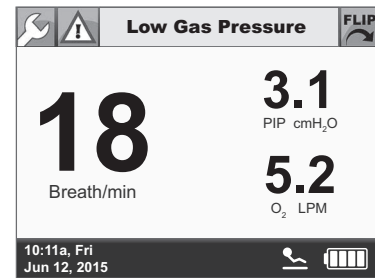 Low Gas Pressure
FLIP
18
Breath/min
3.1
PIP cmH₂O
5.2
O₂ LPM
10:11a, Fri
Jun 12, 2015